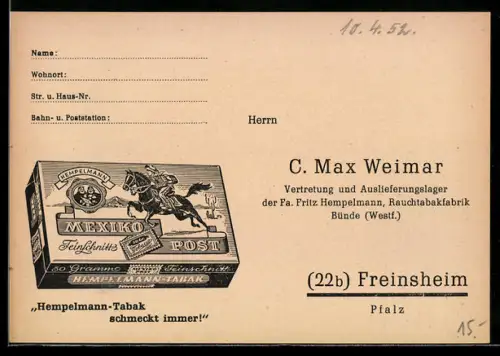 10.4.52.
Name:
Wohnort:
Str. u. Haus-Nr.
Bahn- u. Poststation:
Herrn
C. Max Weimar
Vertretung und Auslieferungslager
der Fa. Fritz Hempelmann, Rauchtabakfabrik
Bünde (Westf.)
(22b) Freinsheim
Pfalz
HEMPELMANN
MEXIKO
Feinschnitts
POST
50 Gramm
Feinschnitt
HEMPELMANN-TABAK
„Hempelmann-Tabak
schmeckt immer!"
15.-